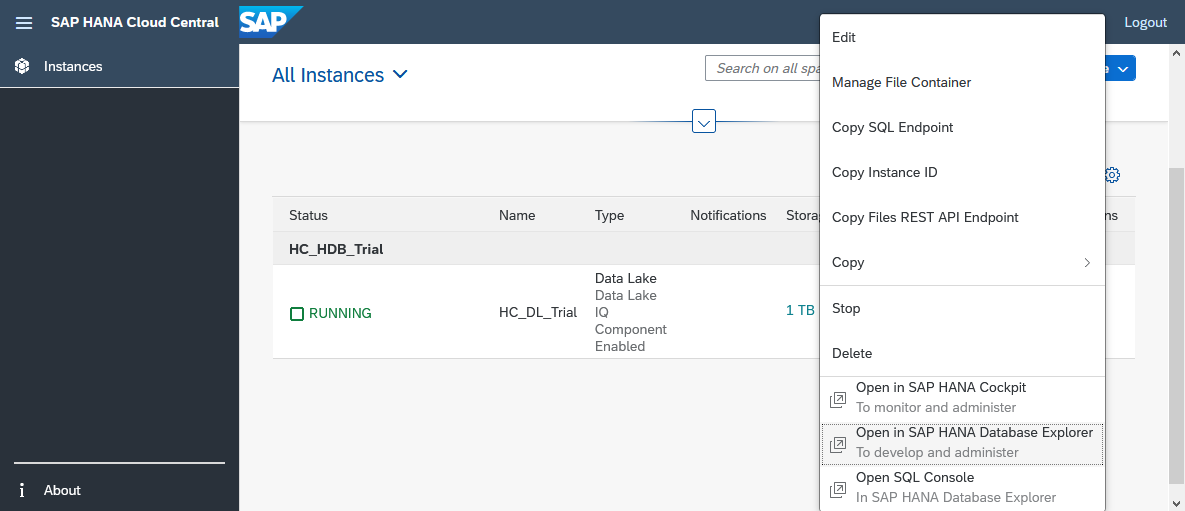 SAP HANA Cloud Central
SAP
Logout
Instances
All Instances
Search on all spa
e
Status
Name
Type
Notifications
Storag
ns
HC_HDB_Trial
RUNNING
HC_DL_Trial
Data Lake
Data Lake
IQ
Component
Enabled
1 TB
Edit
Manage File Container
Copy SQL Endpoint
Copy Instance ID
Copy Files REST API Endpoint
Copy
Stop
Delete
Open in SAP HANA Cockpit
To monitor and administer
Open in SAP HANA Database Explorer
To develop and administer
Open SQL Console
In SAP HANA Database Explorer
About